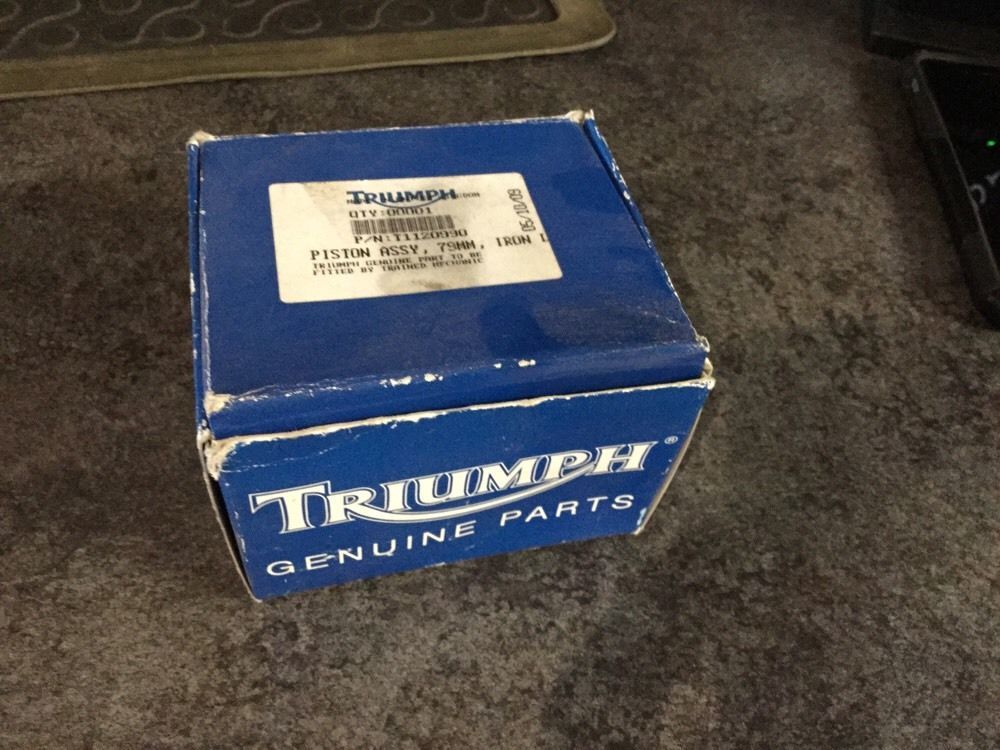 TRIUMPH
QTY:00001
P/N:T1120990
PISTON ASSY, 79MM, IRON L
TRIUMPH GENUINE PART TO BE
FITTED BY TRAINED MECHANIC
05/10/09
TRIUMPH®
GENUINE PARTS